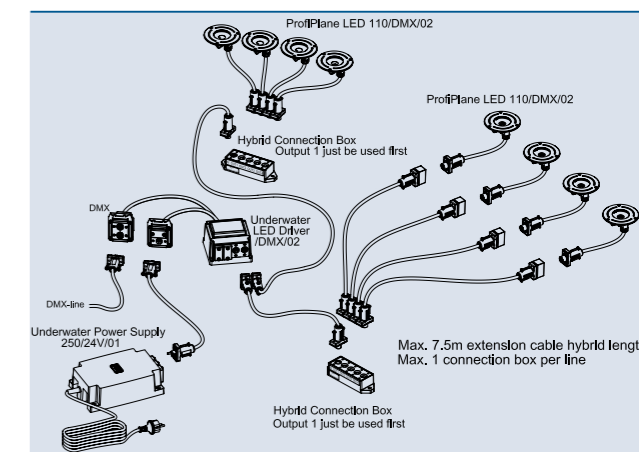 ProfiPlane LED 110/DMX/02
ProfiPlane LED 110/DMX/02
Hybrid Connection Box
Output 1 just be used first
DMX
Underwater
LED Driver
/DMX/02
DMX-line
Underwater Power Supply
250/24V/01
Max. 7.5m extension cable hybrid lengt
Max. 1 connection box per line
Hybrid Connection Box
Output 1 just be used first